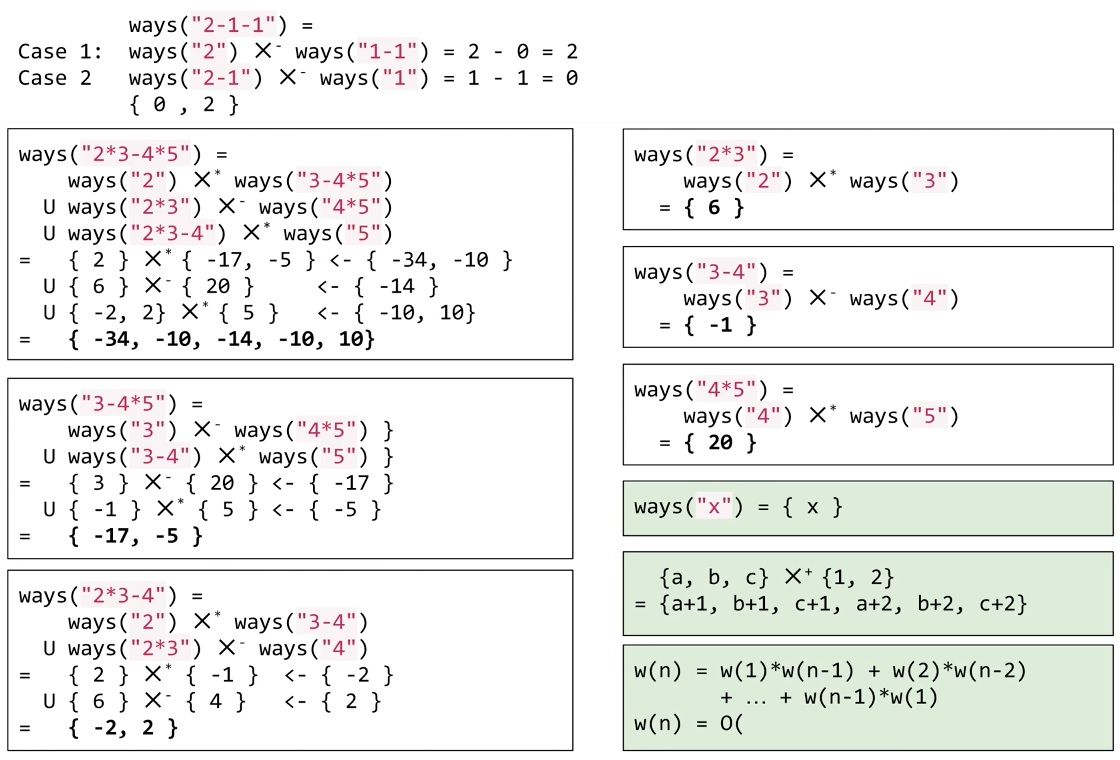 ways("2-1-1") =
Case 1: ways("2") ×- ways("1-1") = 2 - 0 = 2
Case 2 ways("2-1") ×- ways("1") = 1 - 1 = 0
{ 0 , 2 }
ways("2*3-4*5") =
ways("2") ×* ways("3-4*5")
U ways("2*3") ×- ways("4*5")
U ways("2*3-4") ×* ways("5")
= { 2 } ×* { -17, -5 } <- { -34, -10 }
U { 6 } ×- { 20 } <- { -14 }
U { -2, 2} ×* { 5 } <- { -10, 10}
= { -34, -10, -14, -10, 10}
ways("3-4*5") =
ways("3") ×- ways("4*5") }
U ways("3-4") ×* ways("5") }
= { 3 } ×- { 20 } <- { -17 }
U { -1 } ×* { 5 } <- { -5 }
= { -17, -5 }
ways("2*3-4") =
ways("2") ×* ways("3-4")
U ways("2*3") ×- ways("4")
= { 2 } ×* { -1 } <- { -2 }
U { 6 } ×- { 4 } <- { 2 }
= { -2, 2 }
ways("2*3") =
ways("2") ×* ways("3")
= { 6 }
ways("3-4") =
ways("3") ×- ways("4")
= { -1 }
ways("4*5") =
ways("4") ×* ways("5")
= { 20 }
ways("x") = { x }
{a, b, c} ×+ {1, 2}
= {a+1, b+1, c+1, a+2, b+2, c+2}
w(n) = w(1)*w(n-1) + w(2)*w(n-2)
+ … + w(n-1)*w(1)
w(n) = O(